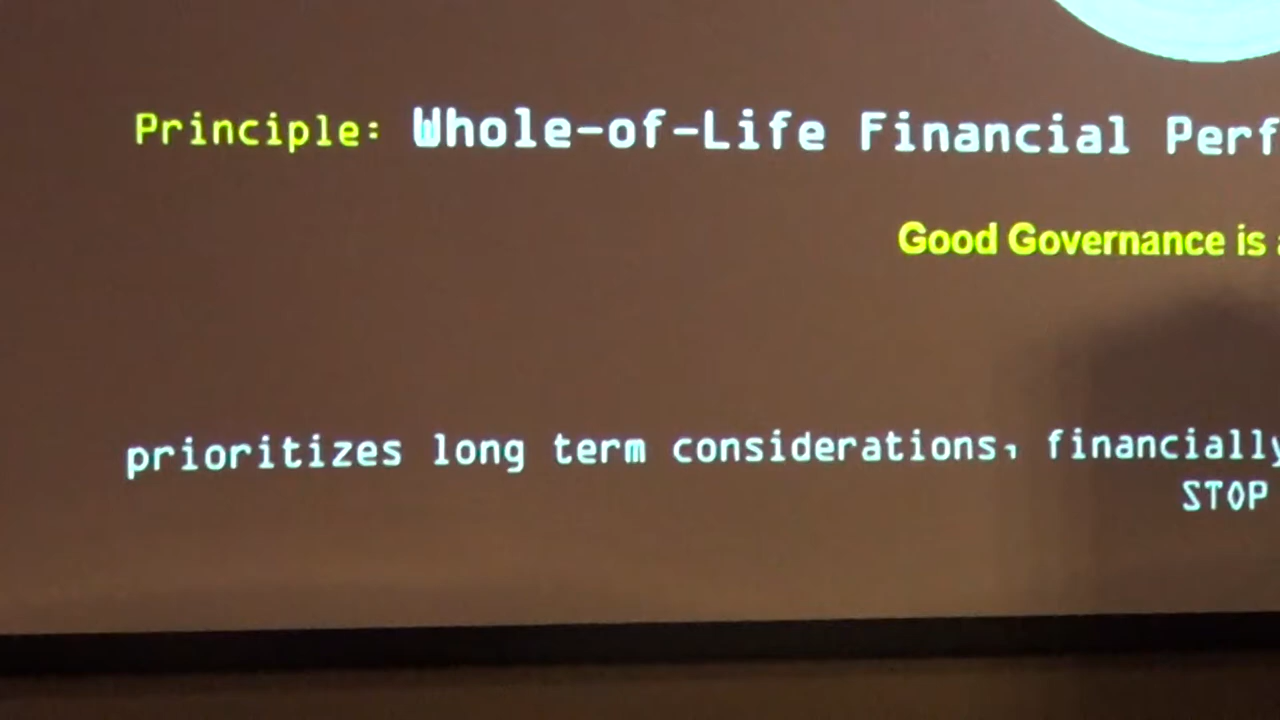 Principle: Whole-of-Life Financial Perf
Good Governance is
prioritizes long term considerations, financially
STOP